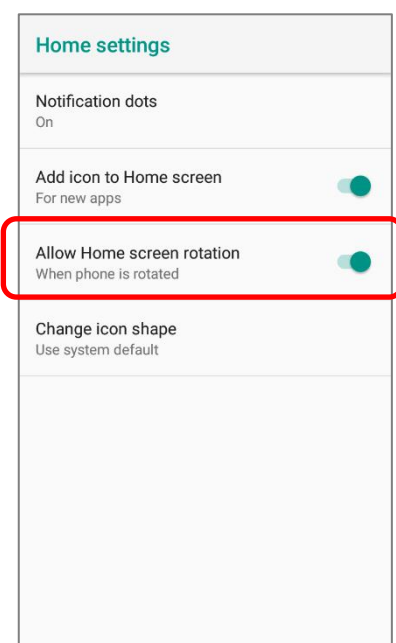 Home settings
Notification dots
On
Add icon to Home screen
For new apps
Allow Home screen rotation
When phone is rotated
Change icon shape
Use system default